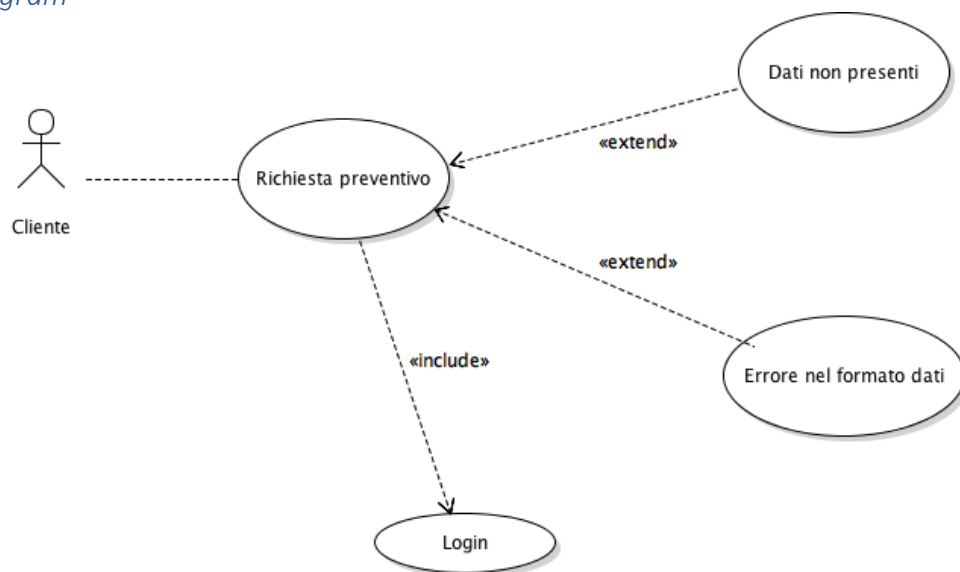 gram
Dati non presenti
«extend»
Richiesta preventivo
Cliente
«extend»
«include»
Errore nel formato dati
Login